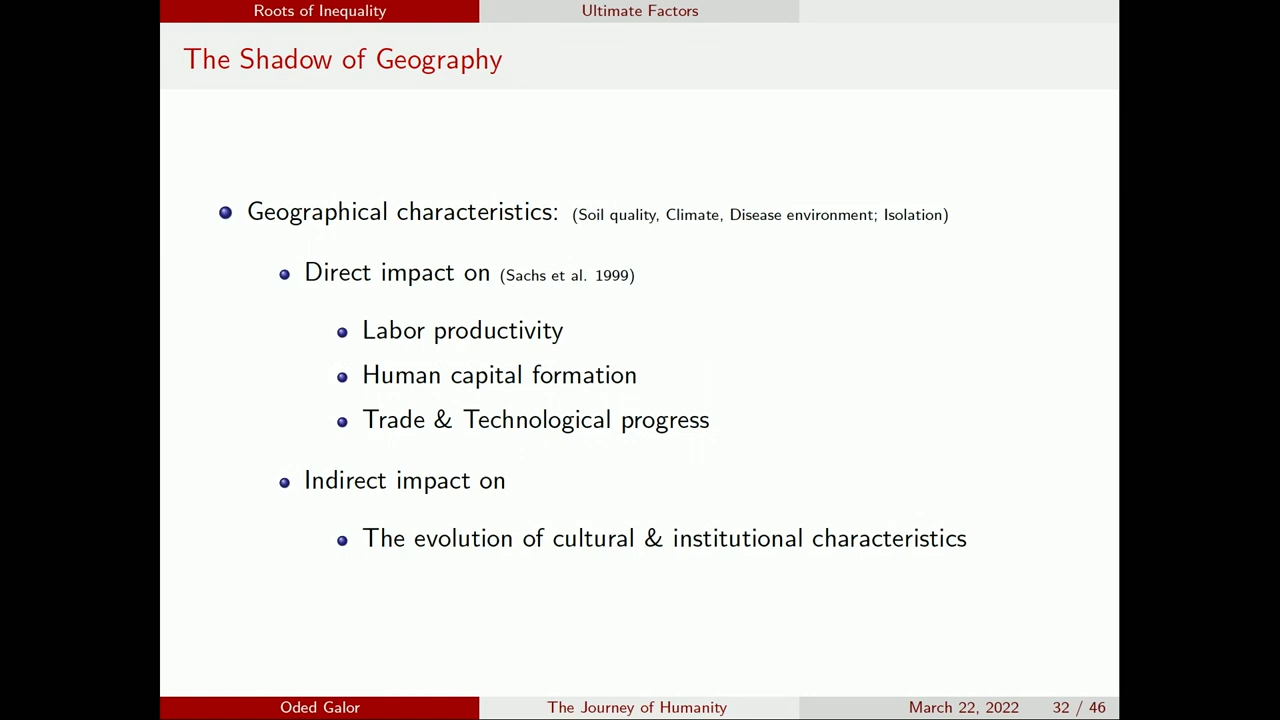 Roots of Inequality Ultimate Factors
The Shadow of Geography
Geographical characteristics: (Soil quality, Climate, Disease environment; Isolation)
Direct impact on (Sachs et al. 1999)
Labor productivity
Human capital formation
Trade & Technological progress
Indirect impact on
The evolution of cultural & institutional characteristics
Oded Galor The Journey of Humanity March 22, 2022 32 / 46